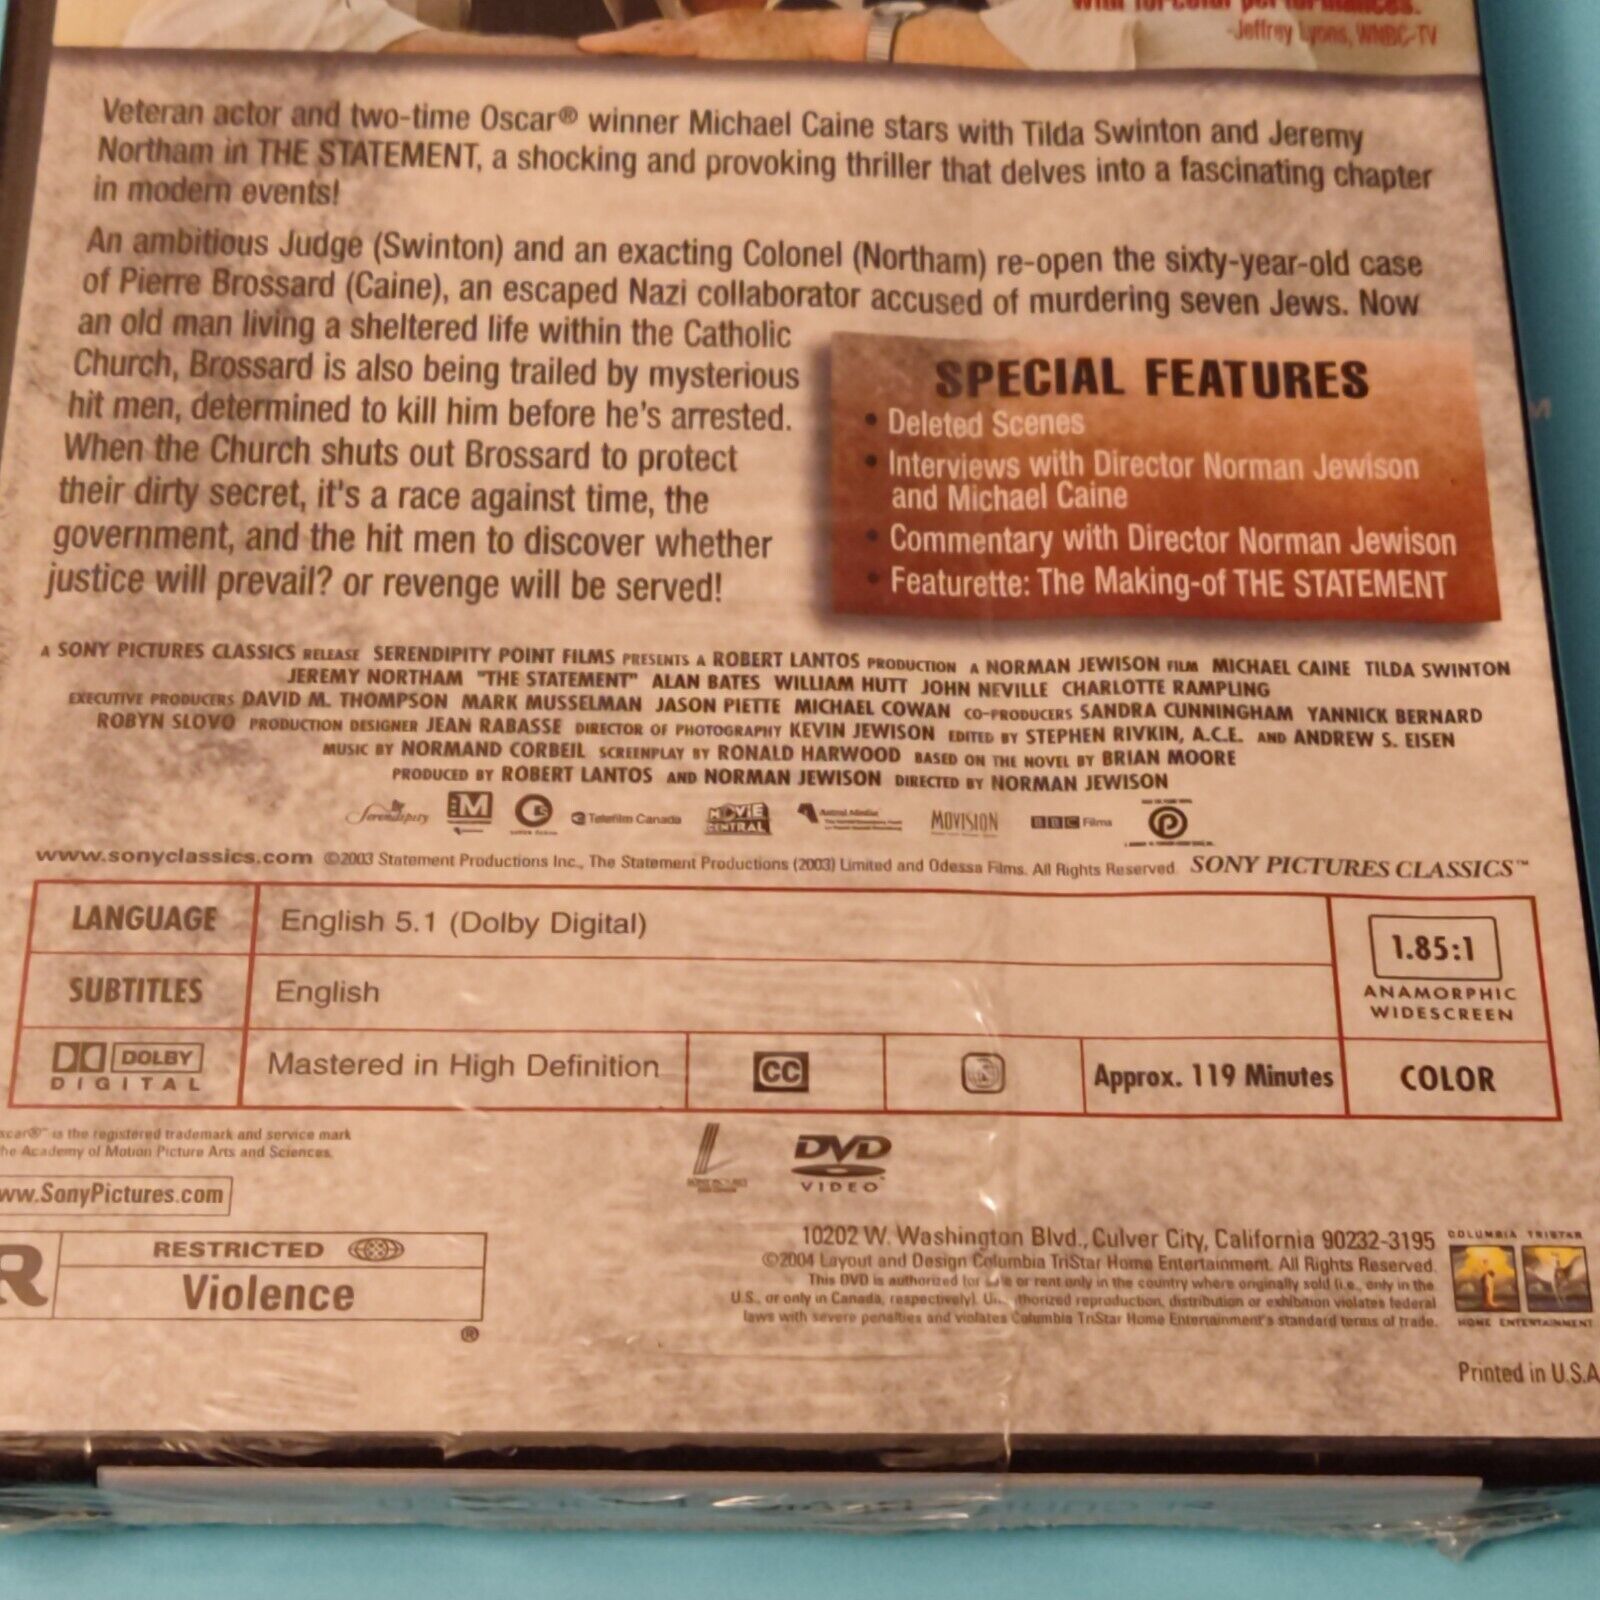 with full-color performances.
-Jeffrey Lyons, WNBC-TV
Veteran actor and two-time Oscar® winner Michael Caine stars with Tilda Swinton and Jeremy
Northam in THE STATEMENT, a shocking and provoking thriller that delves into a fascinating chapter
in modern events!
An ambitious Judge (Swinton) and an exacting Colonel (Northam) re-open the sixty-year-old case
of Pierre Brossard (Caine), an escaped Nazi collaborator accused of murdering seven Jews. Now
an old man living a sheltered life within the Catholic
Church, Brossard is also being trailed by mysterious
hit men, determined to kill him before he's arrested.
When the Church shuts out Brossard to protect
their dirty secret, it's a race against time, the
government, and the hit men to discover whether
justice will prevail? or revenge will be served!
SPECIAL FEATURES
• Deleted Scenes
• Interviews with Director Norman Jewison
and Michael Caine
• Commentary with Director Norman Jewison
• Featurette: The Making-of THE STATEMENT
A SONY PICTURES CLASSICS RELEASE SERENDIPITY POINT FILMS PRESENTS A ROBERT LANTOS PRODUCTION A NORMAN JEWISON FILM MICHAEL CAINE TILDA SWINTON
JEREMY NORTHAM "THE STATEMENT" ALAN BATES WILLIAM HUTT JOHN NEVILLE CHARLOTTE RAMPLING
EXECUTIVE PRODUCERS DAVID M. THOMPSON MARK MUSSELMAN JASON PIETTE MICHAEL COWAN CO-PRODUCERS SANDRA CUNNINGHAM YANNICK BERNARD
ROBYN SLOVO PRODUCTION DESIGNER JEAN RABASSE DIRECTOR OF PHOTOGRAPHY KEVIN JEWISON EDITED BY STEPHEN RIVKIN, A.C.E. AND ANDREW S. EISEN
MUSIC BY NORMAND CORBEIL SCREENPLAY BY RONALD HARWOOD BASED ON THE NOVEL BY BRIAN MOORE
PRODUCED BY ROBERT LANTOS AND NORMAN JEWISON DIRECTED BY NORMAN JEWISON
Serendipity M Telefilm Canada MOVIE CENTRAL Astral Media MOVISION BBC Films P
www.sonyclassics.com ©2003 Statement Productions Inc., The Statement Productions (2003) Limited and Odessa Films. All Rights Reserved. SONY PICTURES CLASSICS™
LANGUAGE English 5.1 (Dolby Digital)
1.85:1
SUBTITLES English
ANAMORPHIC
WIDESCREEN
DOLBY
DIGITAL
Mastered in High Definition CC Approx. 119 Minutes COLOR
scar®" is the registered trademark and service mark
he Academy of Motion Picture Arts and Sciences.
ww.SonyPictures.com
DVD
VIDEO
R RESTRICTED
Violence
®
10202 W. Washington Blvd., Culver City, California 90232-3195
©2004 Layout and Design Columbia TriStar Home Entertainment. All Rights Reserved.
This DVD is authorized for or rent only in the country where originally sold (i.e., only in the
U.S., or only in Canada, respectively). reproduction, distribution or exhibition violates federal
laws with severe penalties and violates Columbia TriStar Home Entertainment's standard terms of trade.
COLUMBIA TRISTAR
HOME ENTERTAINMENT
Printed in U.S.A